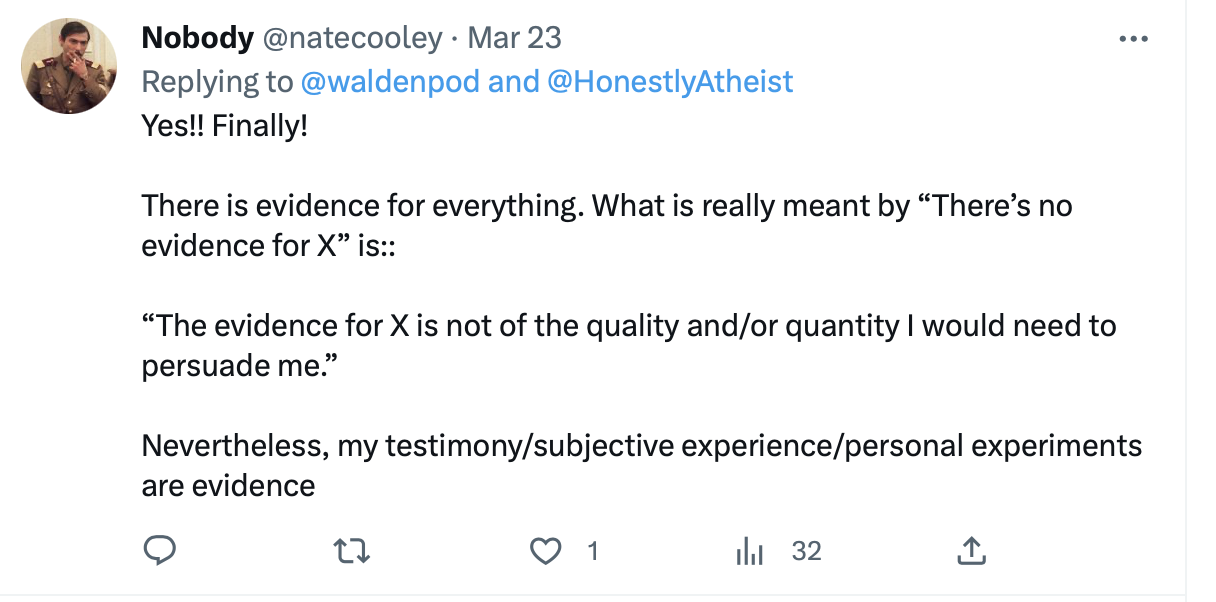 Nobody @natecooley · Mar 23
Replying to @waldenpod and @HonestlyAtheist
Yes!! Finally!
There is evidence for everything. What is really meant by “There’s no
evidence for X” is::
“The evidence for X is not of the quality and/or quantity I would need to
persuade me.”
Nevertheless, my testimony/subjective experience/personal experiments
are evidence
1 32